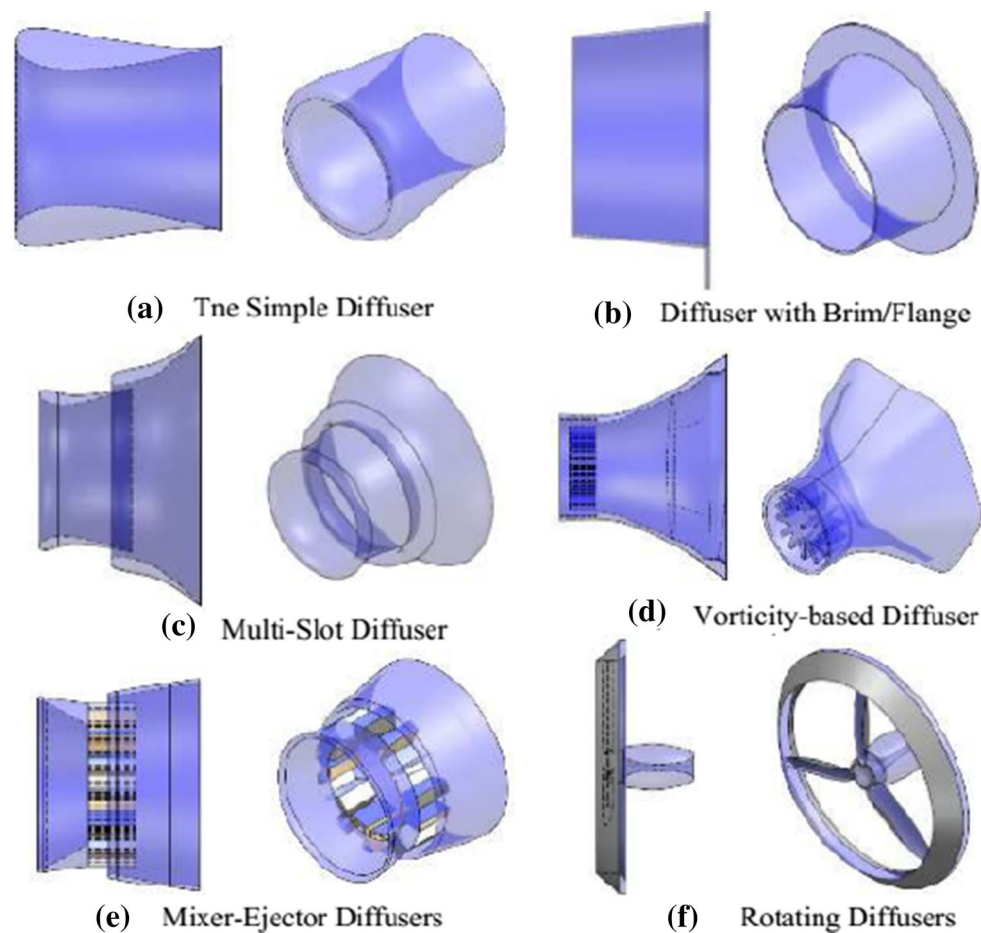 (a) Tne Simple Diffuser
(b) Diffuser with Brim/Flange
(c) Multi-Slot Diffuser
(d) Vorticity-based Diffuser
(e) Mixer-Ejector Diffusers
(f) Rotating Diffusers